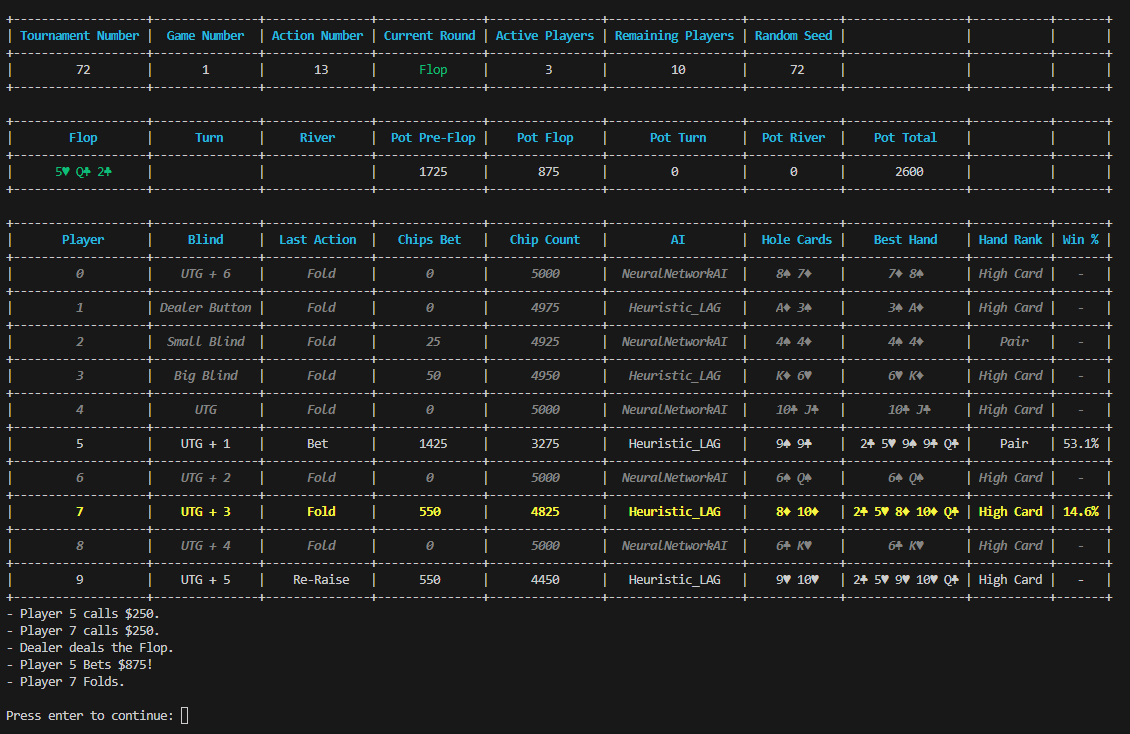 Tournament Number | Game Number | Action Number | Current Round | Active Players | Remaining Players | Random Seed
72 | 1 | 13 | Flop | 3 | 10 | 72
Flop | Turn | River | Pot Pre-Flop | Pot Flop | Pot Turn | Pot River | Pot Total
5♥ Q♣ 2♣ | | | 1725 | 875 | 0 | 0 | 2600
Player | Blind | Last Action | Chips Bet | Chip Count | AI | Hole Cards | Best Hand | Hand Rank | Win %
0 | UTG + 6 | Fold | 0 | 5000 | NeuralNetworkAI | 8♠ 7♦ | 7♦ 8♠ | High Card | -
1 | Dealer Button | Fold | 0 | 4975 | Heuristic_LAG | A♦ 3♠ | 3♠ A♦ | High Card | -
2 | Small Blind | Fold | 25 | 4925 | NeuralNetworkAI | 4♠ 4♦ | 4♠ 4♦ | Pair | -
3 | Big Blind | Fold | 50 | 4950 | Heuristic_LAG | K♦ 6♥ | 6♥ K♦ | High Card | -
4 | UTG | Fold | 0 | 5000 | NeuralNetworkAI | 10♣ J♣ | 10♣ J♣ | High Card | -
5 | UTG + 1 | Bet | 1425 | 3275 | Heuristic_LAG | 9♠ 9♣ | 2♣ 5♥ 9♠ 9♣ Q♣ | Pair | 53.1%
6 | UTG + 2 | Fold | 0 | 5000 | NeuralNetworkAI | 6♠ Q♠ | 6♠ Q♠ | High Card | -
7 | UTG + 3 | Fold | 550 | 4825 | Heuristic_LAG | 8♦ 10♦ | 2♣ 5♥ 8♦ 10♦ Q♣ | High Card | 14.6%
8 | UTG + 4 | Fold | 0 | 5000 | NeuralNetworkAI | 6♣ K♥ | 6♣ K♥ | High Card | -
9 | UTG + 5 | Re-Raise | 550 | 4450 | Heuristic_LAG | 9♥ 10♥ | 2♣ 5♥ 9♥ 10♥ Q♣ | High Card | -
- Player 5 calls $250.
- Player 7 calls $250.
- Dealer deals the Flop.
- Player 5 Bets $875!
- Player 7 Folds.
Press enter to continue: